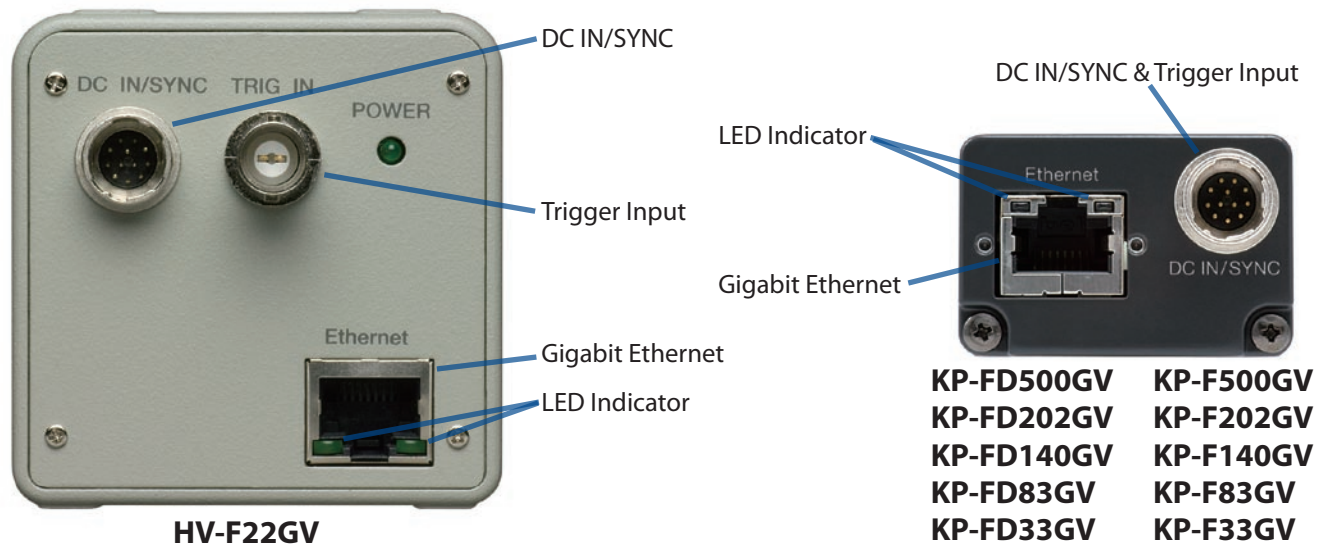 DC IN/SYNC
DC IN/SYNC TRIG IN
POWER
Trigger Input
Ethernet
Gigabit Ethernet
LED Indicator
HV-F22GV
DC IN/SYNC & Trigger Input
LED Indicator
Ethernet
Gigabit Ethernet
DC IN/SYNC
KP-FD500GV KP-F500GV
KP-FD202GV KP-F202GV
KP-FD140GV KP-F140GV
KP-FD83GV KP-F83GV
KP-FD33GV KP-F33GV